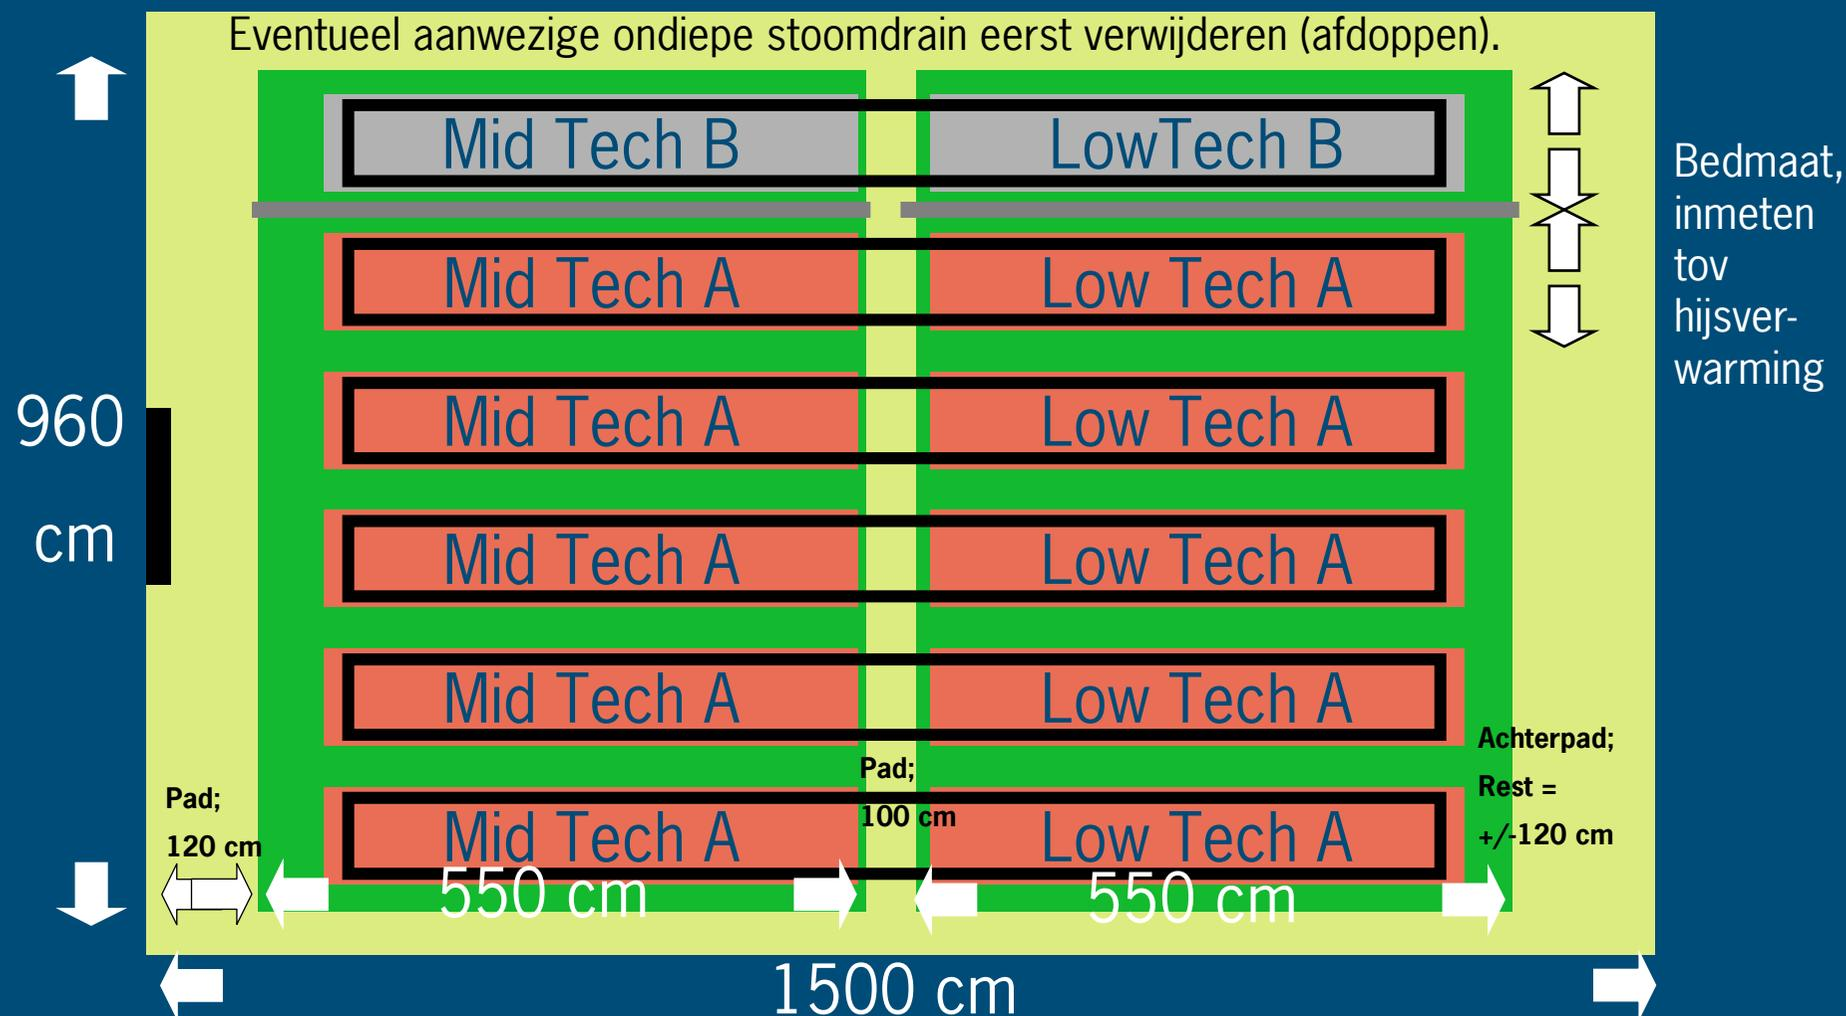 Eventueel aanwezige ondiepe stoomdrain eerst verwijderen (afdoppen).
Mid Tech B
LowTech B
Bedmaat,
inmeten
tov
hijsver-
warming
Mid Tech A
Low Tech A
Mid Tech A
Low Tech A
960
cm
Mid Tech A
Low Tech A
Mid Tech A
Low Tech A
Achterpad;
Rest =
+/-120 cm
Pad;
100 cm
Pad;
120 cm
Mid Tech A
Low Tech A
550 cm
550 cm
1500 cm